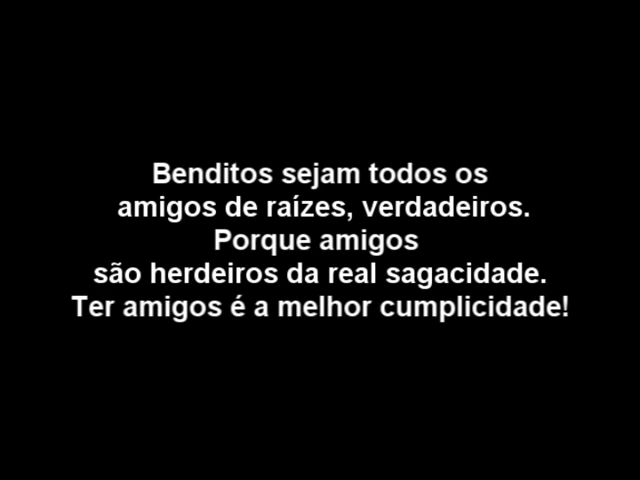 Benditos sejam todos os
amigos de raízes, verdadeiros.
Porque amigos
são herdeiros da real sagacidade.
Ter amigos é a melhor cumplicidade!